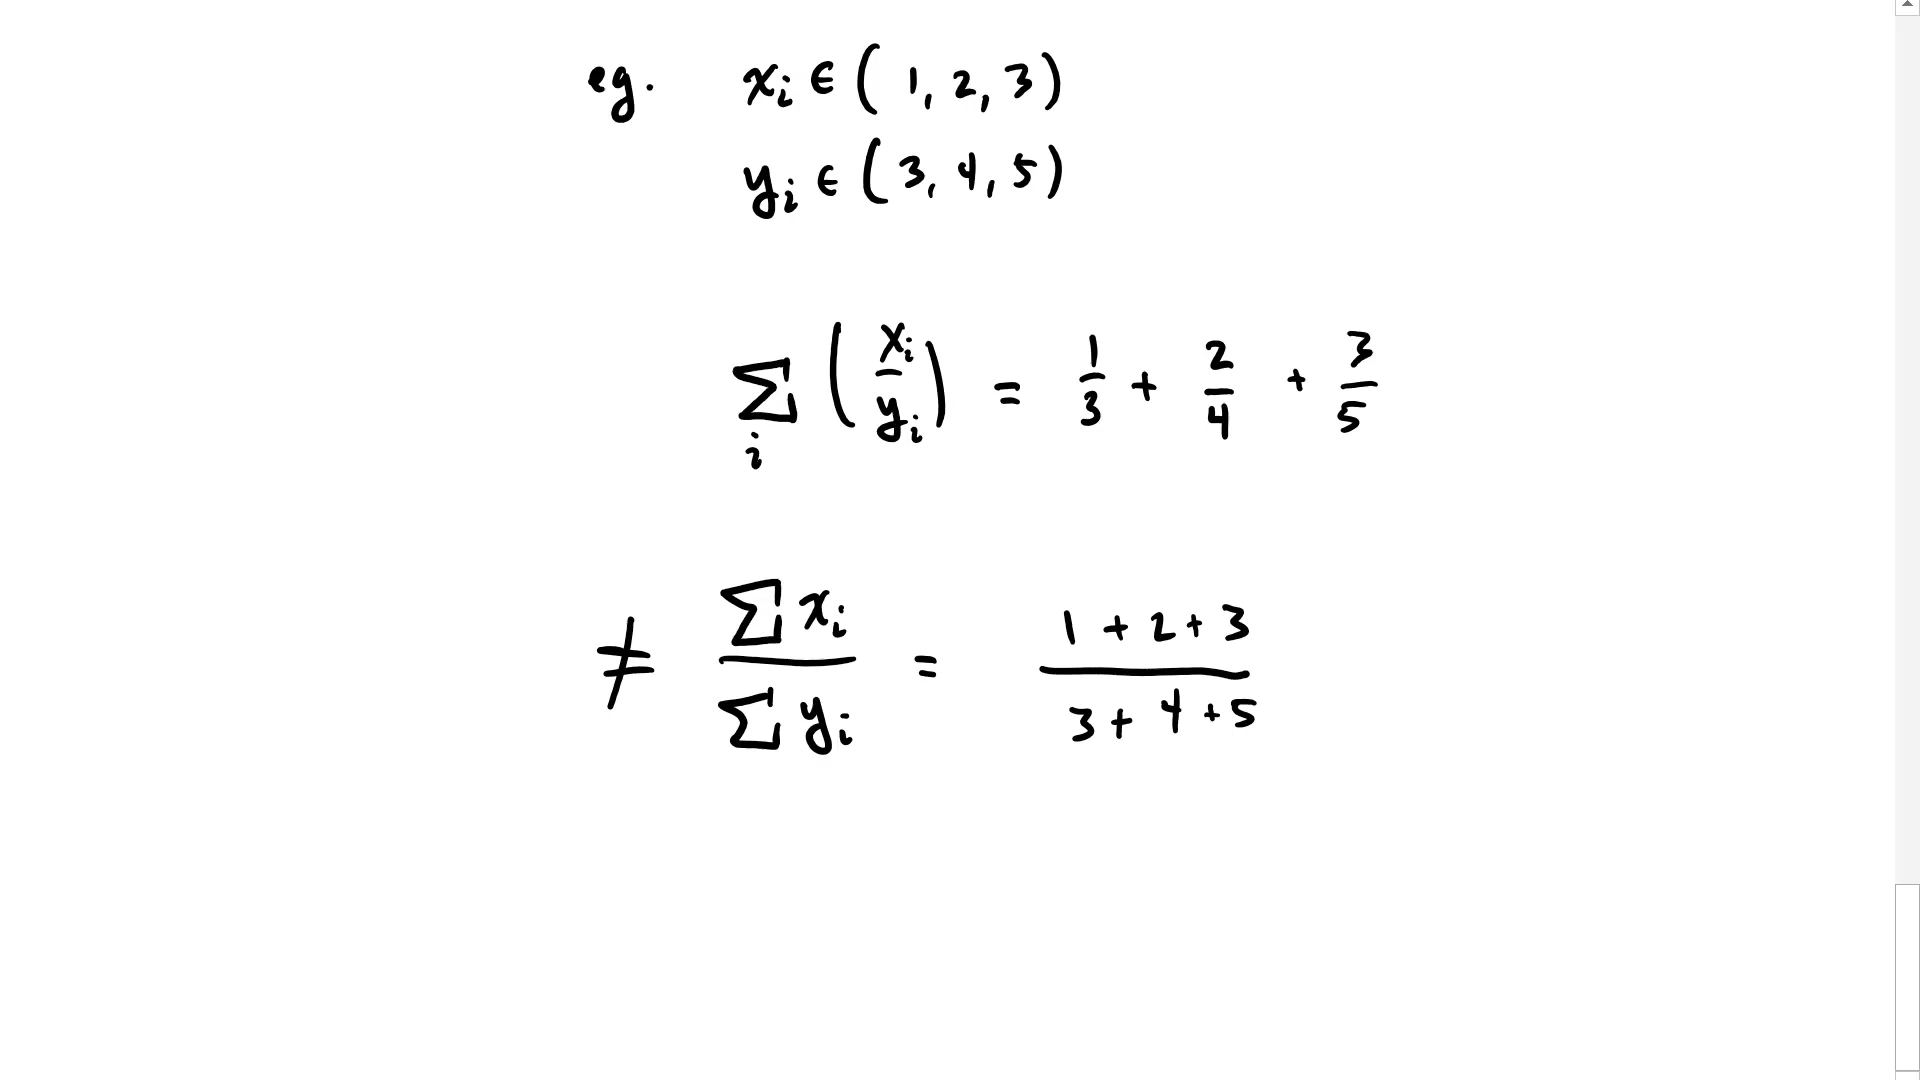 eg. xᵢ ∈ ( 1, 2, 3 )
yᵢ ∈ ( 3, 4, 5 )
∑ᵢ ( xᵢ / yᵢ ) = 1/3 + 2/4 + 3/5
≠ ∑ xᵢ / ∑ yᵢ = (1 + 2 + 3) / (3 + 4 + 5)